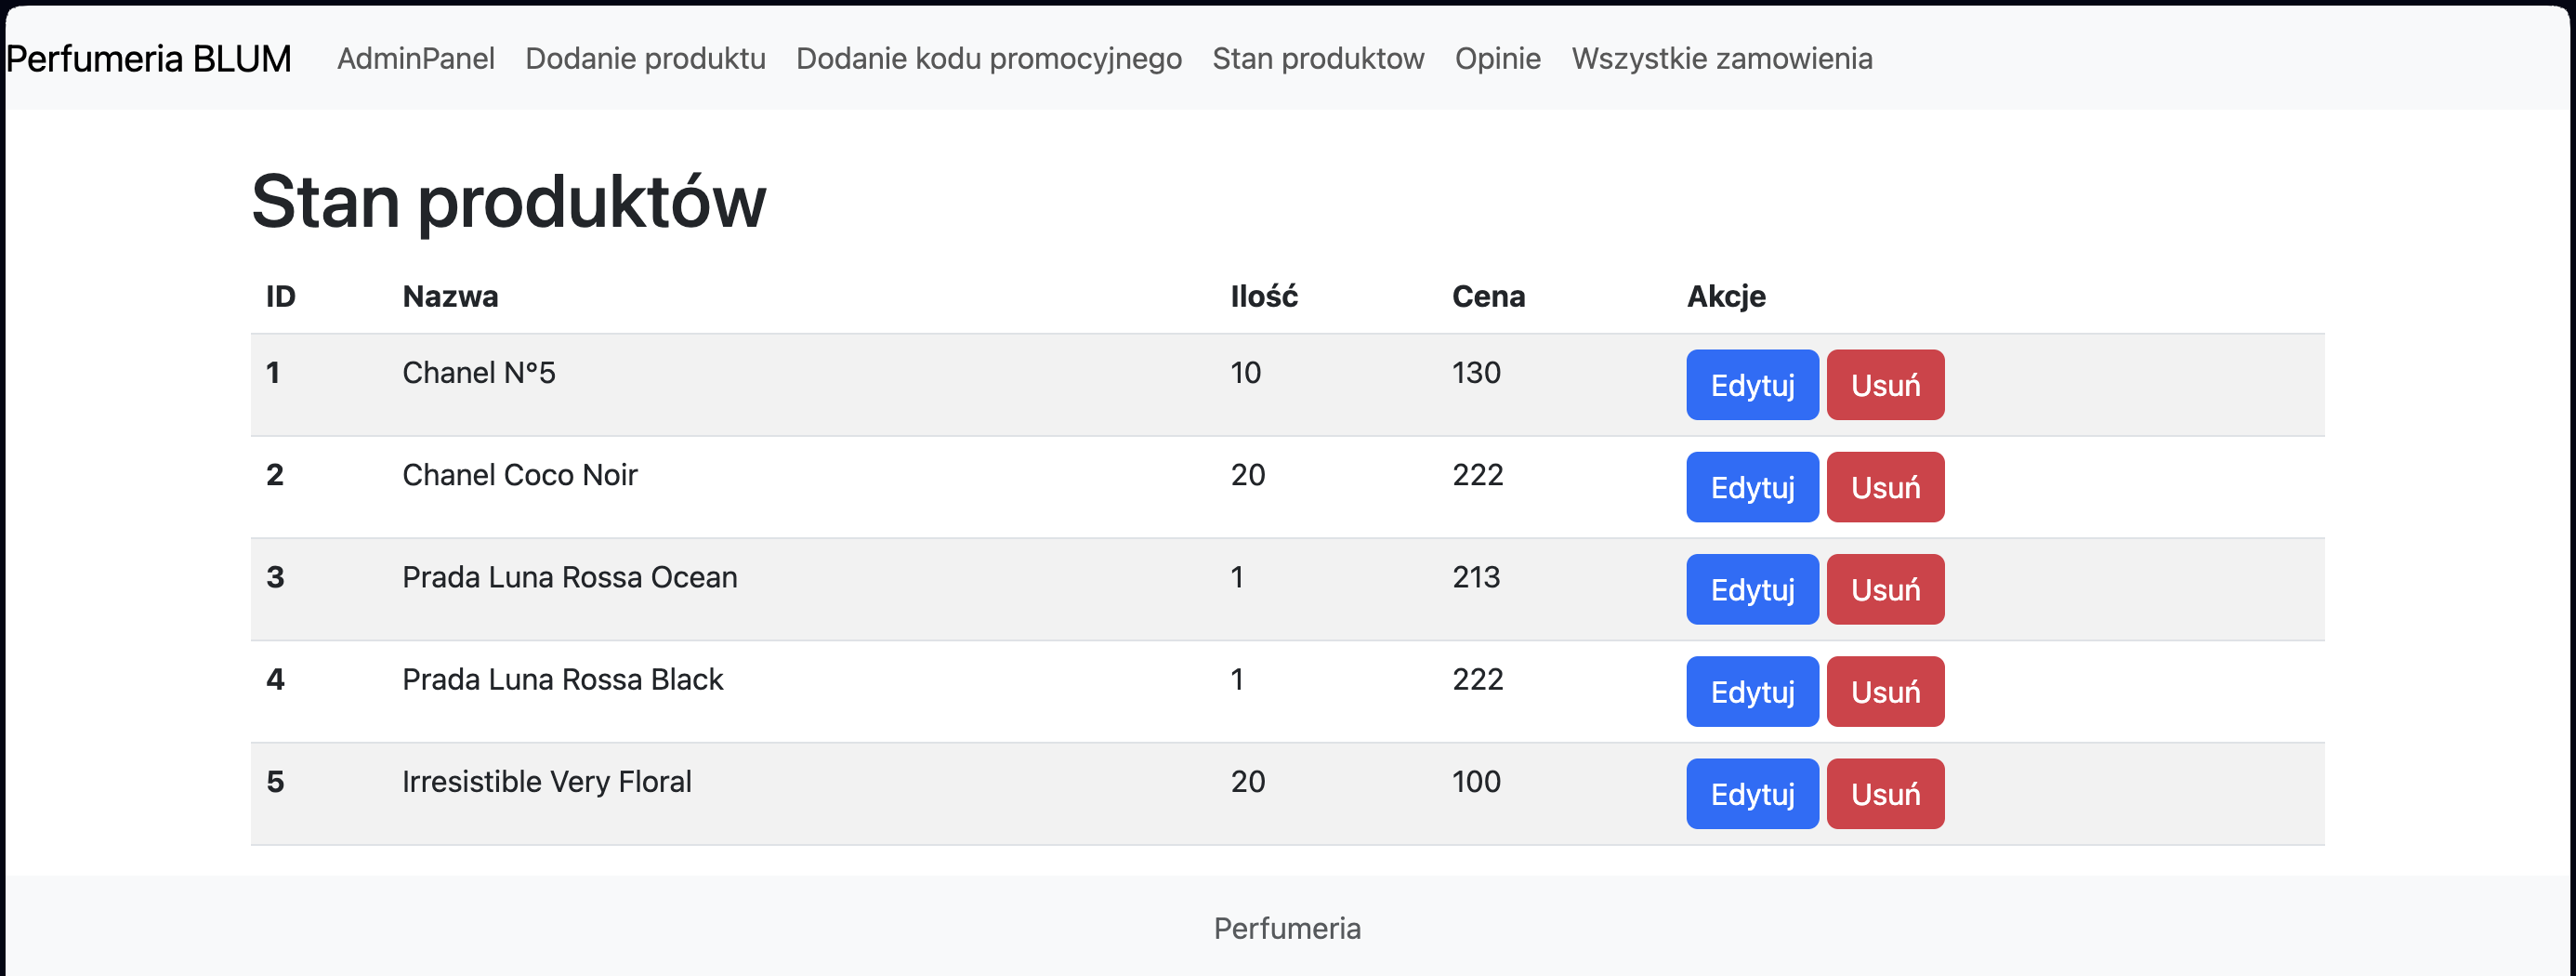 Perfumeria BLUM AdminPanel Dodanie produktu Dodanie kodu promocyjnego Stan produktow Opinie Wszystkie zamowienia
Stan produktów
ID Nazwa Ilość Cena Akcje
1 Chanel N°5 10 130 Edytuj Usuń
2 Chanel Coco Noir 20 222 Edytuj Usuń
3 Prada Luna Rossa Ocean 1 213 Edytuj Usuń
4 Prada Luna Rossa Black 1 222 Edytuj Usuń
5 Irresistible Very Floral 20 100 Edytuj Usuń
Perfumeria